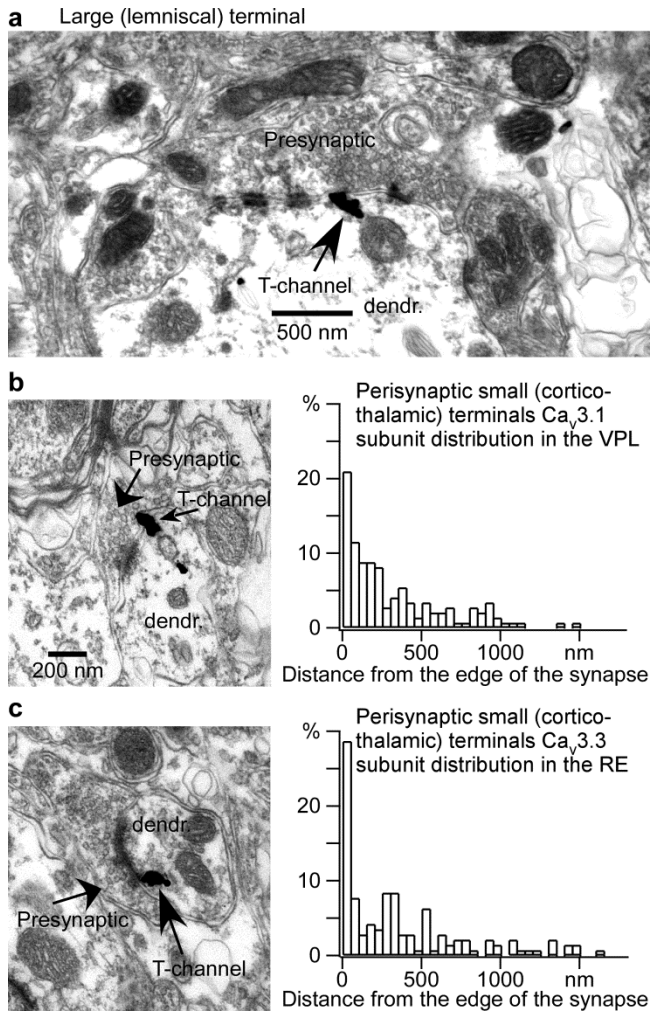 a Large (lemniscal) terminal
Presynaptic
T-channel
dendr.
500 nm
b
Presynaptic
T-channel
dendr.
200 nm
Perisynaptic small (cortico-
thalamic) terminals Cav3.1
subunit distribution in the VPL
%
20
10
0
0 500 1000 nm
Distance from the edge of the synapse
c
dendr.
Presynaptic
T-channel
Perisynaptic small (cortico-
thalamic) terminals Cav3.3
subunit distribution in the RE
%
20
10
0
0 500 1000 nm
Distance from the edge of the synapse